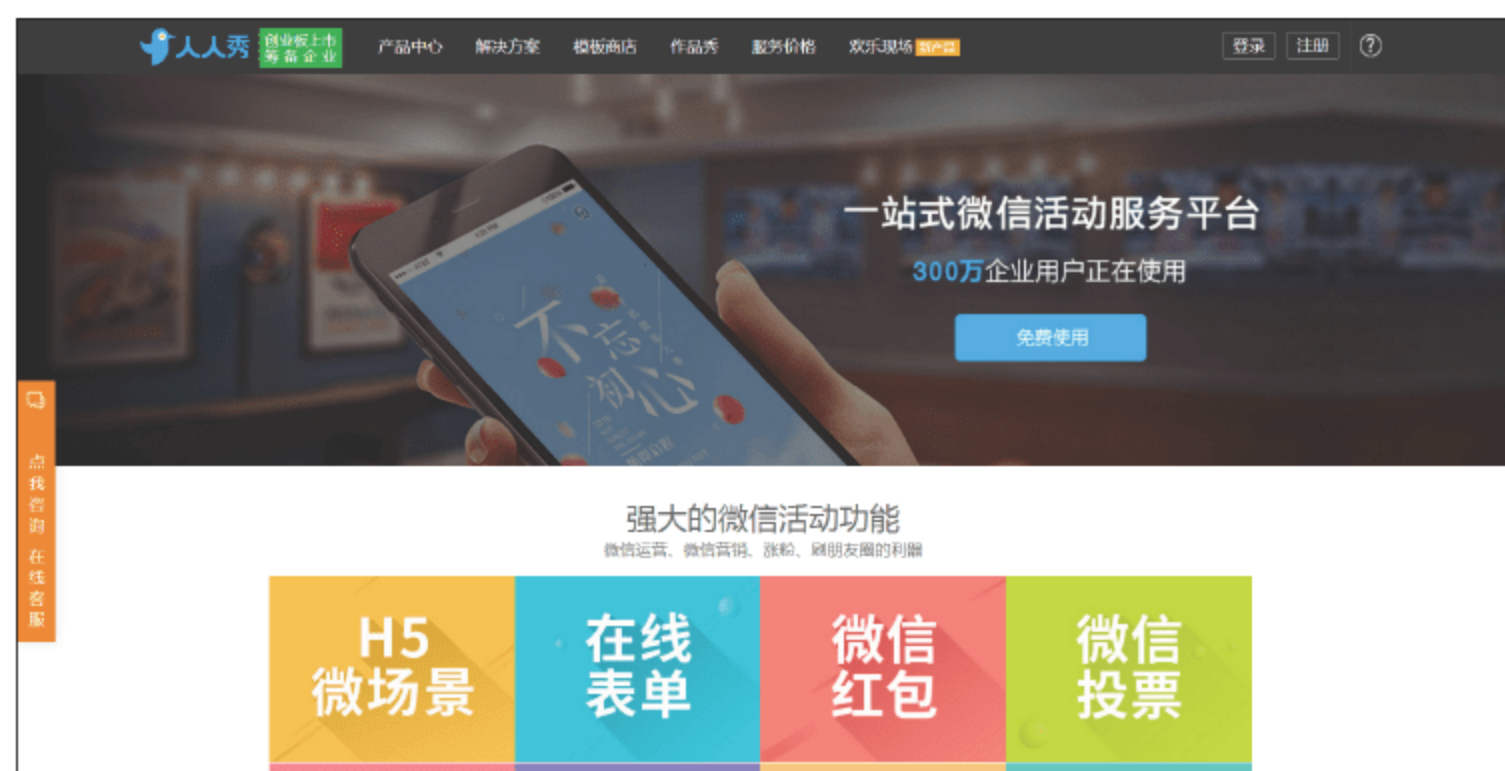 人人秀
创业板上市
筹备企业
产品中心 解决方案 模板商店 作品秀 服务价格 欢乐现场 新产品
登录 注册 ?
一站式微信活动服务平台
300万企业用户正在使用
免费使用
不忘
初心
点我咨询 在线客服
强大的微信活动功能
微信运营、微信营销、涨粉、刷朋友圈的利器
H5
微场景
在线
表单
微信
红包
微信
投票